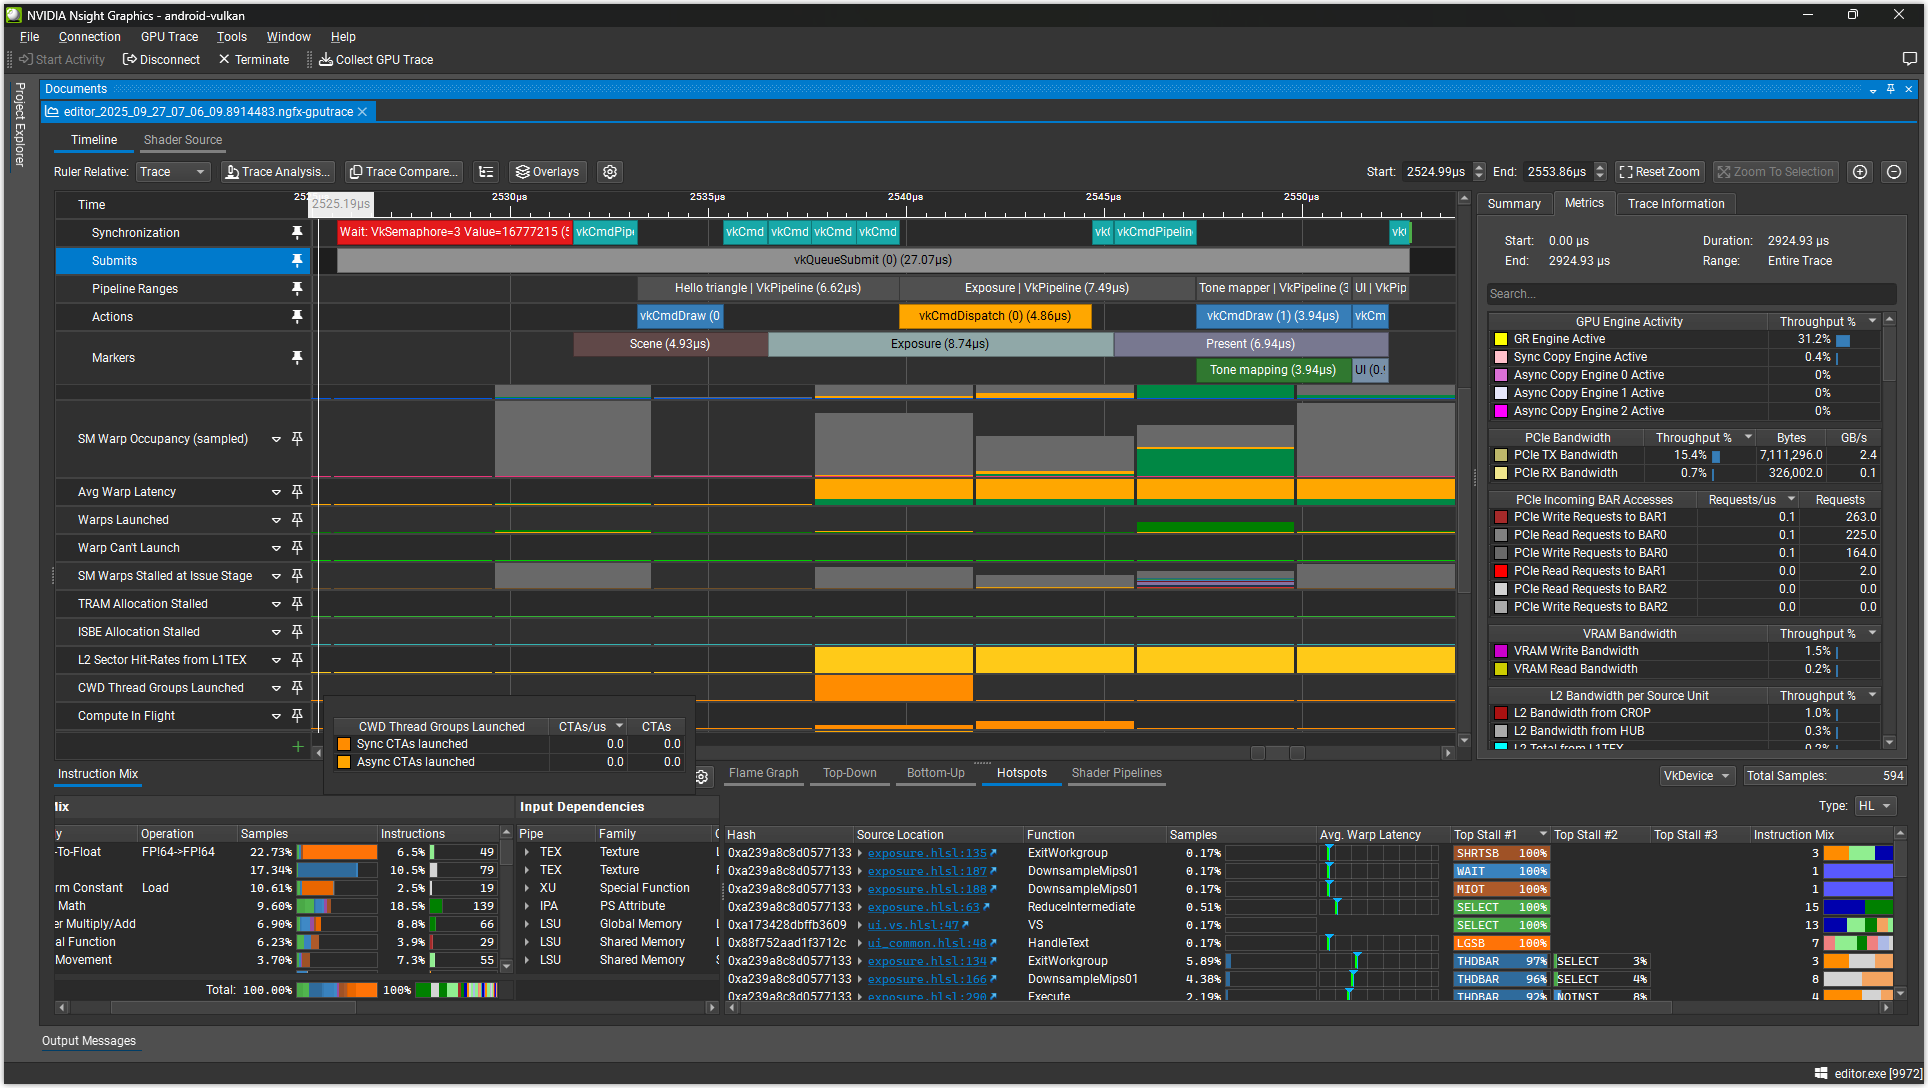 NVIDIA Nsight Graphics - android-vulkan
File Connection GPU Trace Tools Window Help
Start Activity Disconnect Terminate Collect GPU Trace
Project Explorer
Documents
editor_2025_09_27_07_06_09.8914483.ngfx-gputrace
Timeline Shader Source
Ruler Relative: Trace Trace Analysis... Trace Compare... Overlays Start: 2524.99µs End: 2553.86µs Reset Zoom Zoom To Selection
Time 2525.19µs 2530µs 2535µs 2540µs 2545µs 2550µs
Synchronization Wait: VkSemaphore=3 Value=16777215 (5 vkCmdPip vkCmd vkCmd vkCmd vkCmd vk( vkCmdPipelin vk(
Submits vkQueueSubmit (0) (27.07µs)
Pipeline Ranges Hello triangle | VkPipeline (6.62µs) Exposure | VkPipeline (7.49µs) Tone mapper | VkPipeline (3 UI | VkPip
Actions vkCmdDraw (0 vkCmdDispatch (0) (4.86µs) vkCmdDraw (1) (3.94µs) vkCm
Markers Scene (4.93µs) Exposure (8.74µs) Present (6.94µs)
Tone mapping (3.94µs) UI (0.
SM Warp Occupancy (sampled)
Avg Warp Latency
Warps Launched
Warp Can't Launch
SM Warps Stalled at Issue Stage
TRAM Allocation Stalled
ISBE Allocation Stalled
L2 Sector Hit-Rates from L1TEX
CWD Thread Groups Launched
Compute In Flight
CWD Thread Groups Launched CTAs/us CTAs
Sync CTAs launched 0.0 0.0
Async CTAs launched 0.0 0.0
Summary Metrics Trace Information
Start: 0.00 µs Duration: 2924.93 µs
End: 2924.93 µs Range: Entire Trace
Search...
GPU Engine Activity Throughput %
GR Engine Active 31.2%
Sync Copy Engine Active 0.4%
Async Copy Engine 0 Active 0%
Async Copy Engine 1 Active 0%
Async Copy Engine 2 Active 0%
PCIe Bandwidth Throughput % Bytes GB/s
PCIe TX Bandwidth 15.4% 7,111,296.0 2.4
PCIe RX Bandwidth 0.7% 326,002.0 0.1
PCIe Incoming BAR Accesses Requests/us Requests
PCIe Write Requests to BAR1 0.1 263.0
PCIe Read Requests to BAR0 0.1 225.0
PCIe Write Requests to BAR0 0.1 164.0
PCIe Read Requests to BAR1 0.0 2.0
PCIe Read Requests to BAR2 0.0 0.0
PCIe Write Requests to BAR2 0.0 0.0
VRAM Bandwidth Throughput %
VRAM Write Bandwidth 1.5%
VRAM Read Bandwidth 0.2%
L2 Bandwidth per Source Unit Throughput %
L2 Bandwidth from CROP 1.0%
L2 Bandwidth from HUB 0.3%
L2 Total from L1TEX 0.2%
Instruction Mix
Mix
y Operation Samples Instructions
-To-Float FP!64->FP!64 22.73% 6.5% 49
17.34% 10.5% 79
rm Constant Load 10.61% 2.5% 19
Math 9.60% 18.5% 139
er Multiply/Add 6.90% 8.8% 66
al Function 6.23% 3.9% 29
Movement 3.70% 7.3% 55
Total: 100.00% 100%
Input Dependencies
Pipe Family
TEX Texture
TEX Texture
XU Special Function
IPA PS Attribute
LSU Global Memory
LSU Shared Memory
LSU Shared Memory
Flame Graph Top-Down Bottom-Up Hotspots Shader Pipelines VkDevice Total Samples: 594
Type: HL
Hash Source Location Function Samples Avg. Warp Latency Top Stall #1 Top Stall #2 Top Stall #3 Instruction Mix
0xa239a8c8d0577133 exposure.hlsl:135 ExitWorkgroup 0.17% SHRTSB 100% 3
0xa239a8c8d0577133 exposure.hlsl:187 DownsampleMips01 0.17% WAIT 100% 1
0xa239a8c8d0577133 exposure.hlsl:188 DownsampleMips01 0.17% MIOT 100% 1
0xa239a8c8d0577133 exposure.hlsl:63 ReduceIntermediate 0.51% SELECT 100% 15
0xa173428dbffb3609 ui.vs.hlsl:47 VS 0.00% SELECT 100% 13
0x88f752aad1f3712c ui_common.hlsl:48 HandleText 0.17% LGSB 100% 7
0xa239a8c8d0577133 exposure.hlsl:134 ExitWorkgroup 5.89% THDBAR 97% SELECT 3% 3
0xa239a8c8d0577133 exposure.hlsl:166 DownsampleMips01 4.38% THDBAR 96% SELECT 4% 8
0xa239a8c8d0577133 exposure.hlsl:290 Execute 2.19% THDBAR 92% NOINST 8% 4
Output Messages
editor.exe [9972]